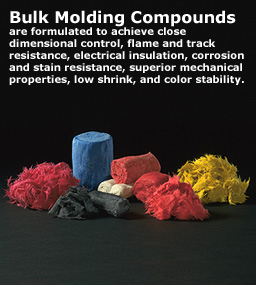 Bulk Molding Compounds
are formulated to achieve close
dimensional control, flame and track
resistance, electrical insulation, corrosion
and stain resistance, superior mechanical
properties, low shrink, and color stability.